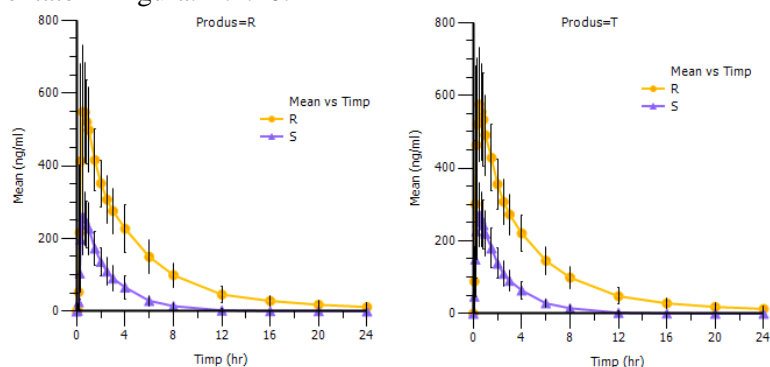 Produs=R
Mean (ng/ml)
800
600
400
200
0
Mean vs Timp
R
S
0 4 8 12 16 20 24
Timp (hr)
Produs=T
Mean (ng/ml)
800
600
400
200
0
Mean vs Timp
R
S
0 4 8 12 16 20 24
Timp (hr)